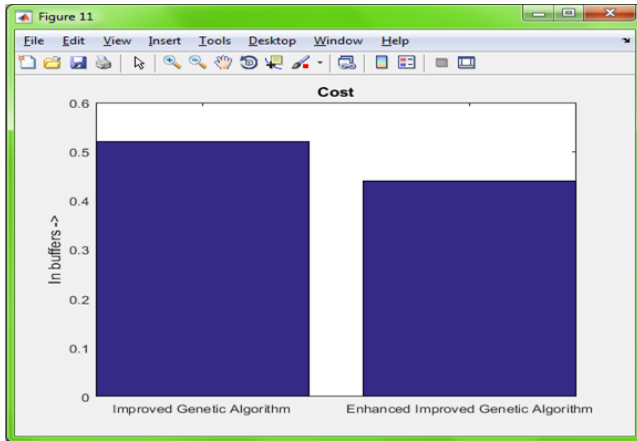 Figure 11
File Edit View Insert Tools Desktop Window Help
Cost
0.6
0.5
0.4
0.3
0.2
0.1
0
In buffers ->
Improved Genetic Algorithm
Enhanced Improved Genetic Algorithm